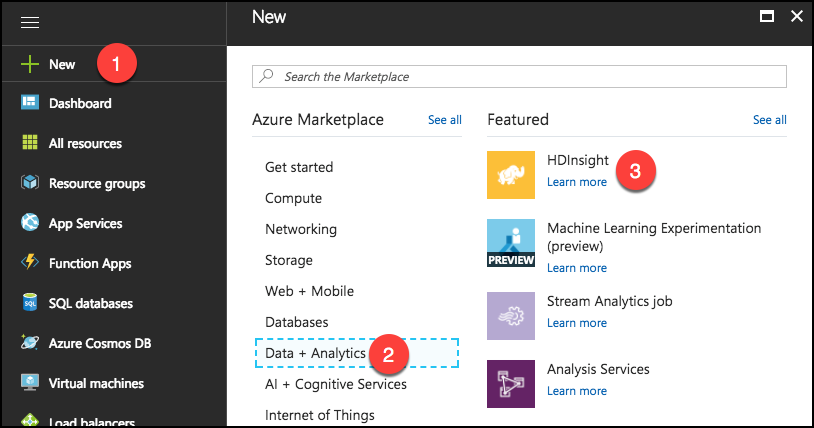 New
New
1
Dashboard
All resources
Resource groups
App Services
Function Apps
SQL databases
SQL
Azure Cosmos DB
Virtual machines
Load balancers
Search the Marketplace
Azure Marketplace
See all
Get started
Compute
Networking
Storage
Web + Mobile
Databases
Data + Analytics
2
AI + Cognitive Services
Internet of Things
Featured
See all
HDInsight
Learn more
3
Machine Learning Experimentation
(preview)
Learn more
PREVIEW
Stream Analytics job
Learn more
Analysis Services
Learn more